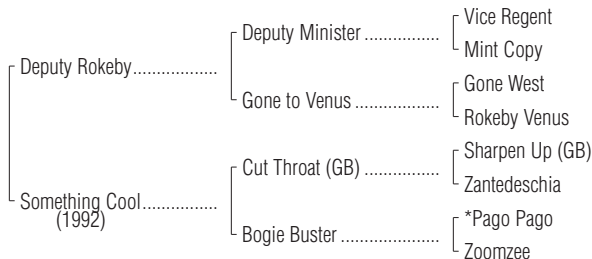 Vice Regent
Deputy Minister .................
Mint Copy
Deputy Rokeby..................
Gone West
Gone to Venus ...................
Rokeby Venus
Sharpen Up (GB)
Cut Throat (GB) .................
Zantedeschia
Something Cool................
(1992)
*Pago Pago
Bogie Buster ......................
Zoomzee